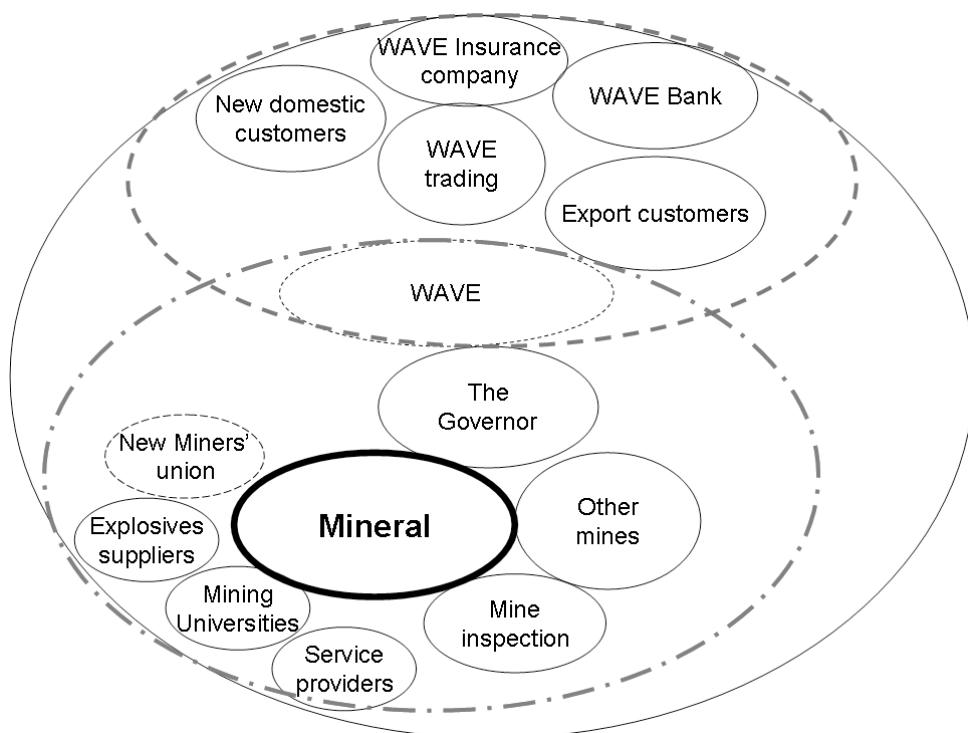 WAVE Insurance
company
New domestic
customers
WAVE Bank
WAVE
trading
Export customers
WAVE
The
Governor
New Miners’
union
Mineral
Other
mines
Explosives
suppliers
Mining
Universities
Mine
inspection
Service
providers